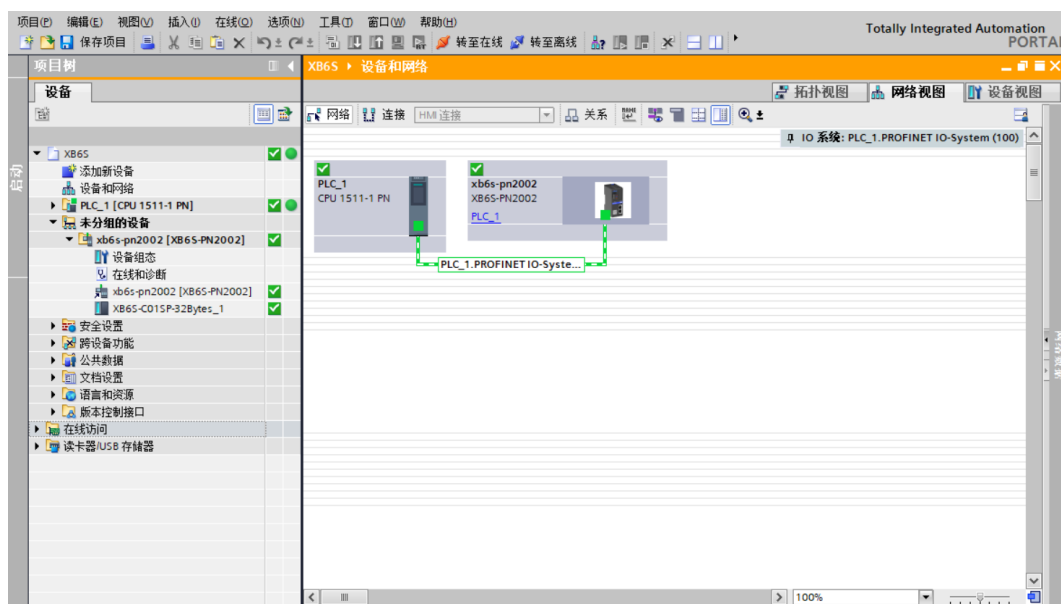 项目(P) 编辑(E) 视图(V) 插入(I) 在线(O) 选项(N) 工具(T) 窗口(W) 帮助(H)
Totally Integrated Automation
PORTAL
保存项目 转至在线 转至离线
项目树
XB6S ▸ 设备和网络
设备
拓扑视图 网络视图 设备视图
网络 连接 HMI 连接 关系
IO 系统: PLC_1.PROFINET IO-System (100)
启动
XB6S
添加新设备
设备和网络
PLC_1 [CPU 1511-1 PN]
未分组的设备
xb6s-pn2002 [XB6S-PN2002]
设备组态
在线和诊断
xb6s-pn2002 [XB6S-PN2002]
XB6S-C01SP-32Bytes_1
安全设置
跨设备功能
公共数据
文档设置
语言和资源
版本控制接口
在线访问
读卡器/USB 存储器
PLC_1
CPU 1511-1 PN
xb6s-pn2002
XB6S-PN2002
PLC_1
PLC_1.PROFINET IO-Syste...
100%